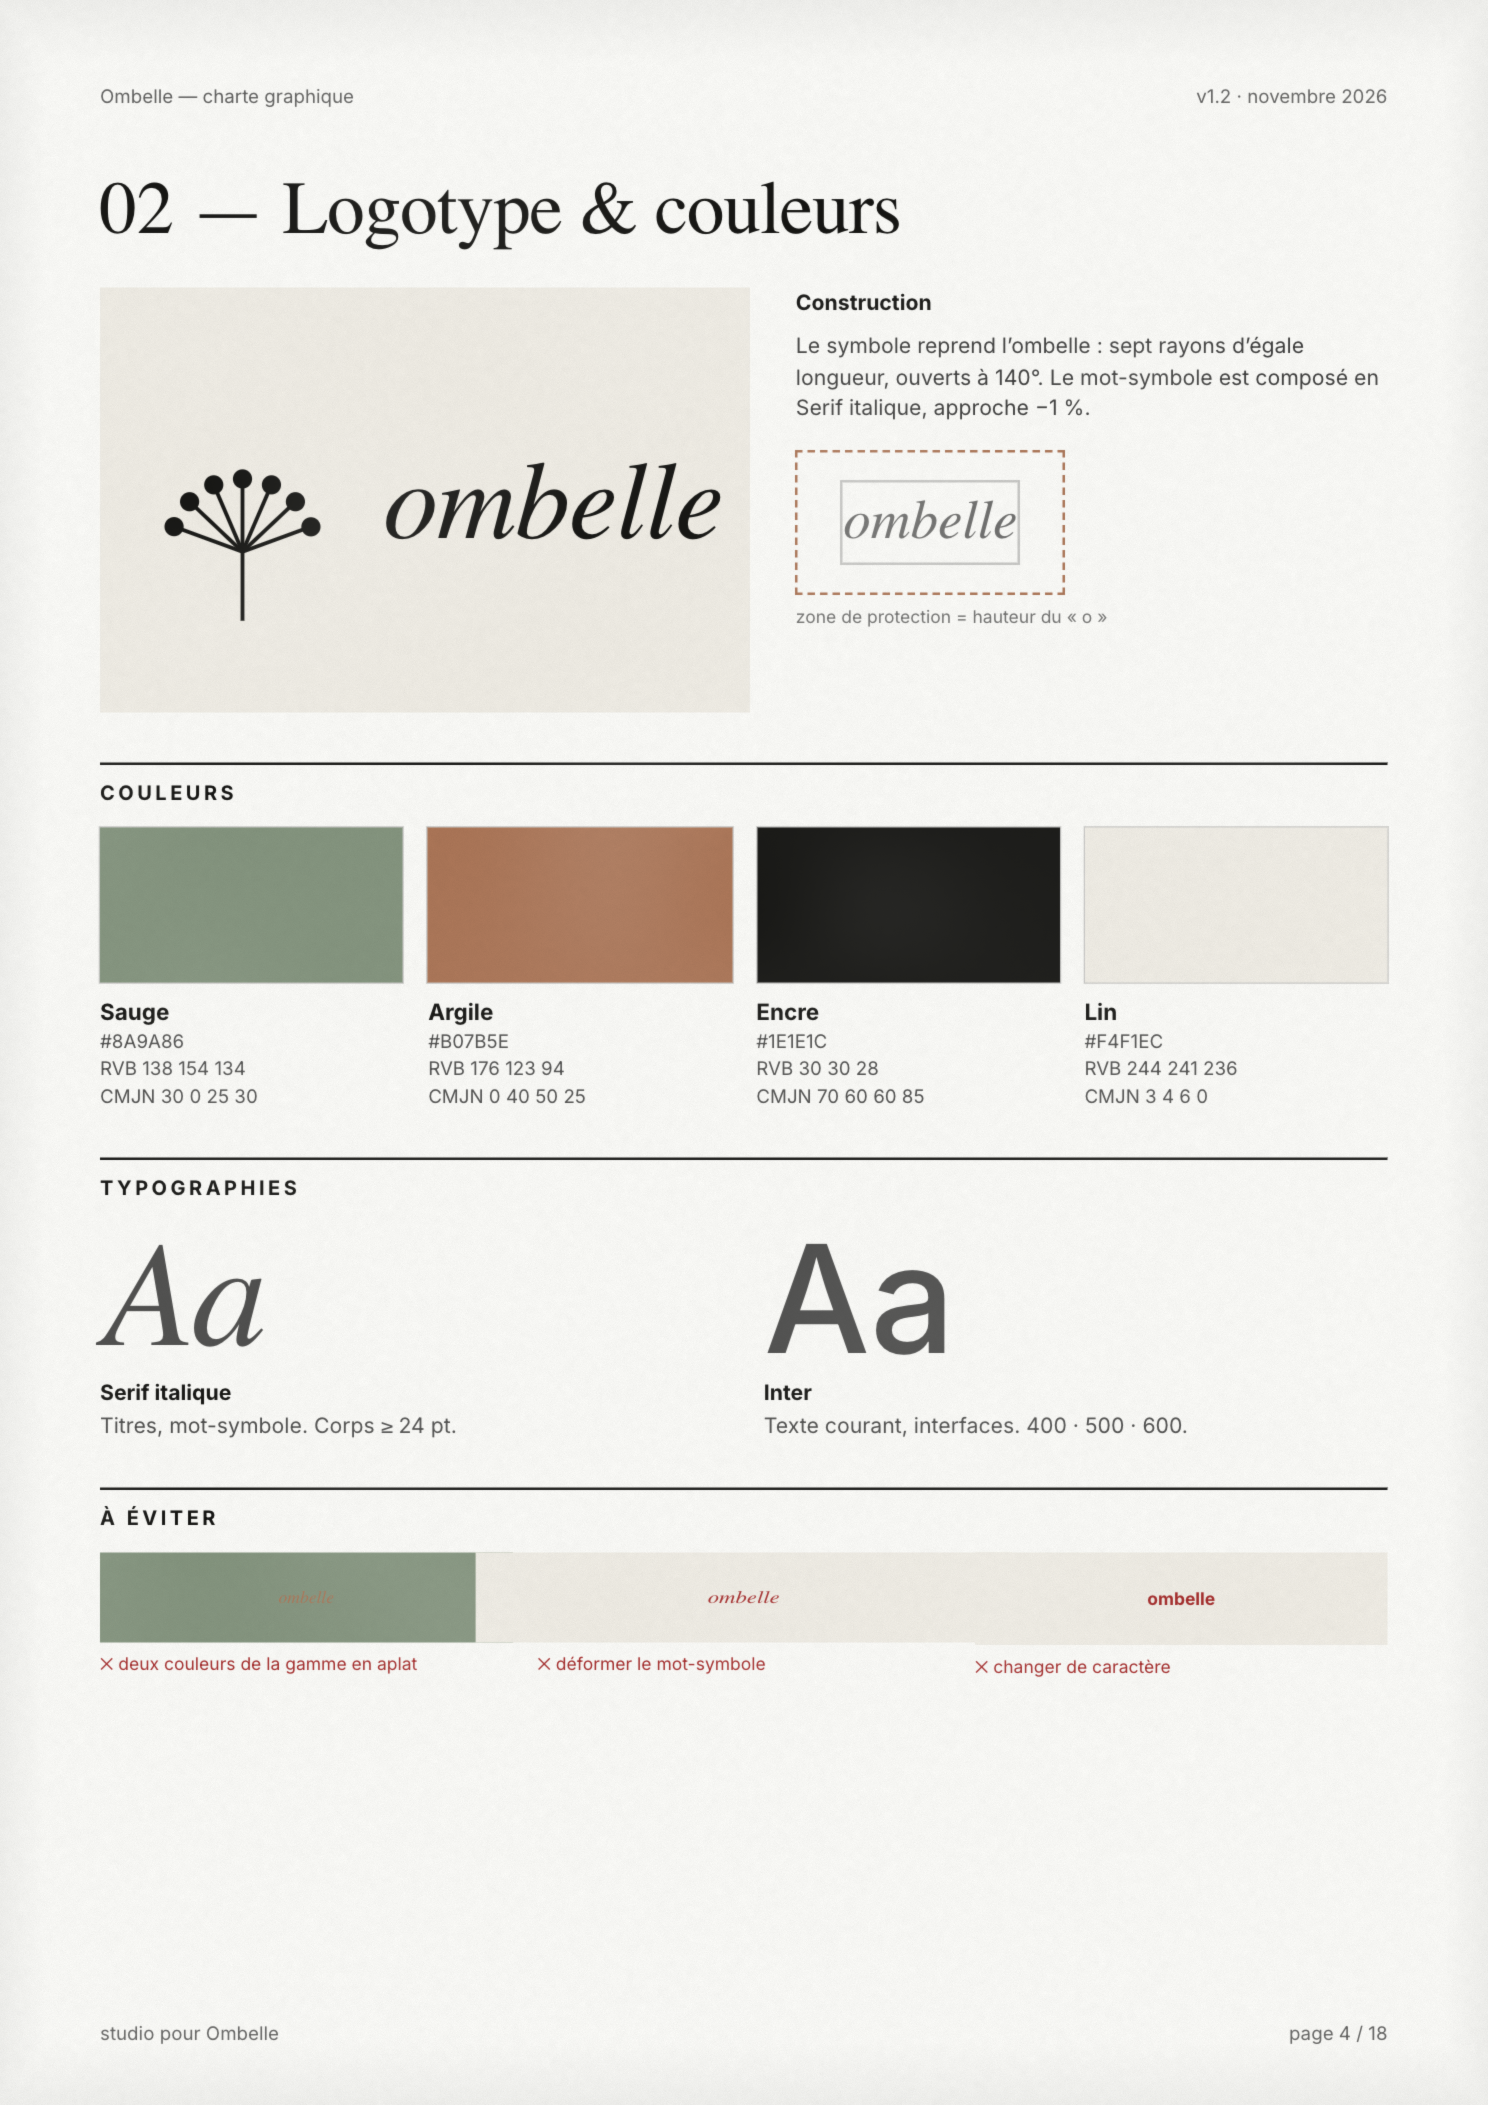 Ombelle — charte graphique
v1.2 · novembre 2026
02 — Logotype & couleurs
ombelle
Construction
Le symbole reprend l’ombelle : sept rayons d’égale
longueur, ouverts à 140°. Le mot-symbole est composé en
Serif italique, approche −1 %.
ombelle
zone de protection = hauteur du « o »
COULEURS
Sauge
#8A9A86
RVB 138 154 134
CMJN 30 0 25 30
Argile
#B07B5E
RVB 176 123 94
CMJN 0 40 50 25
Encre
#1E1E1C
RVB 30 30 28
CMJN 70 60 60 85
Lin
#F4F1EC
RVB 244 241 236
CMJN 3 4 6 0
TYPOGRAPHIES
Aa
Serif italique
Titres, mot-symbole. Corps ≥ 24 pt.
Aa
Inter
Texte courant, interfaces. 400 · 500 · 600.
À ÉVITER
ombelle
✕ deux couleurs de la gamme en aplat
ombelle
✕ déformer le mot-symbole
ombelle
✕ changer de caractère
studio pour Ombelle
page 4 / 18